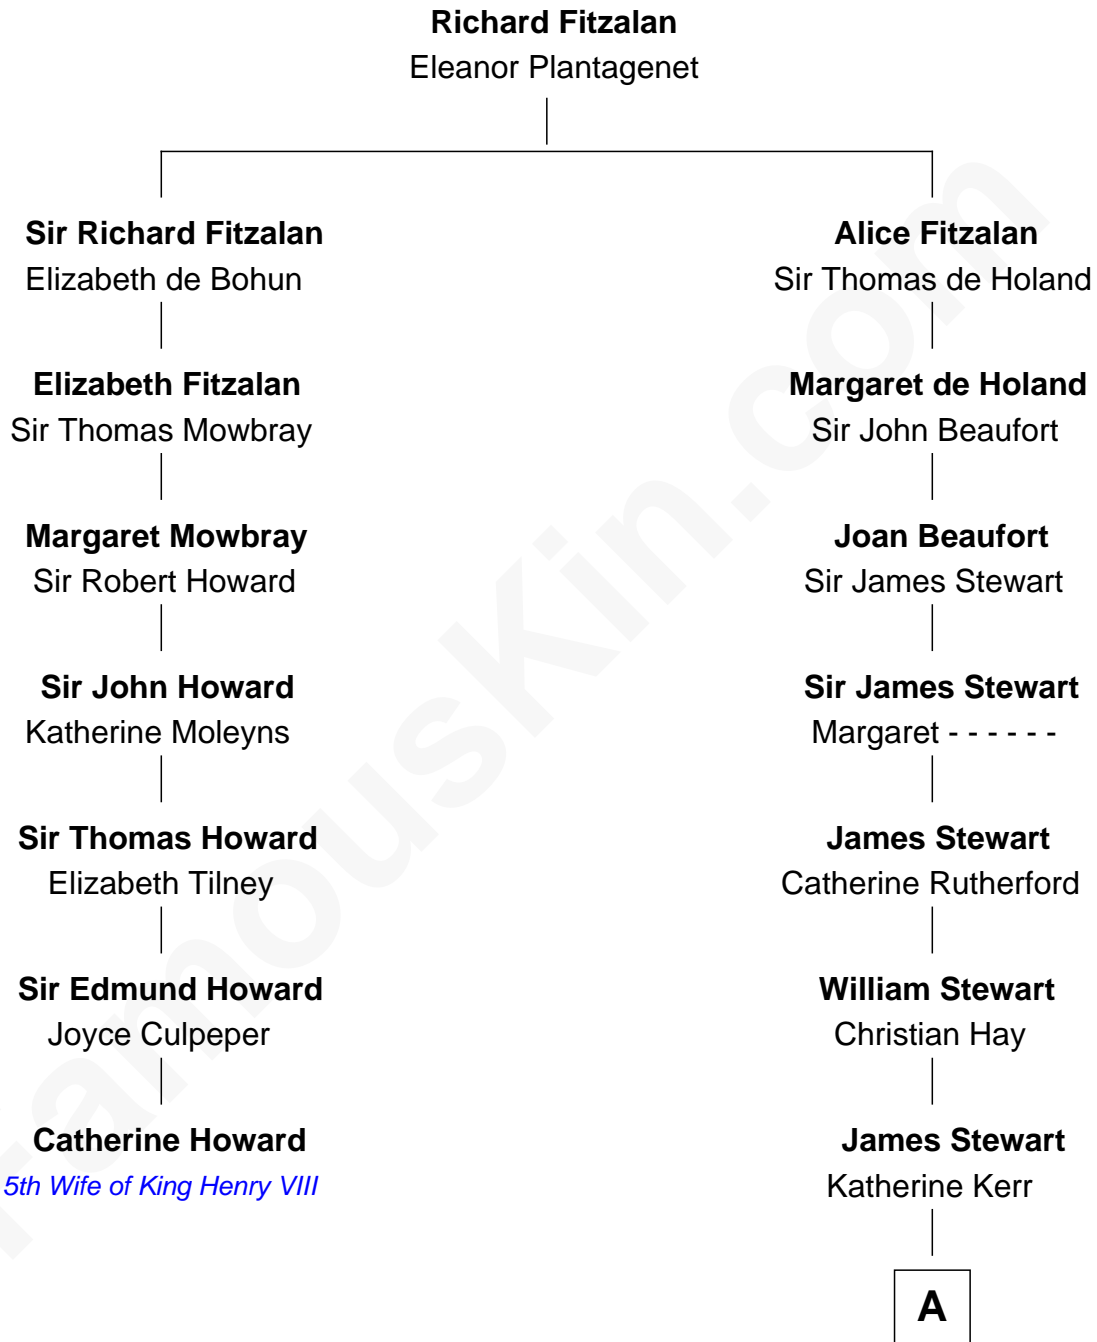 Richard Fitzalan
Eleanor Plantagenet
Sir Richard Fitzalan
Elizabeth de Bohun
Elizabeth Fitzalan
Sir Thomas Mowbray
Margaret Mowbray
Sir Robert Howard
Sir John Howard
Katherine Moleyns
Sir Thomas Howard
Elizabeth Tilney
Sir Edmund Howard
Joyce Culpeper
Catherine Howard
5th Wife of King Henry VIII
Alice Fitzalan
Sir Thomas de Holand
Margaret de Holand
Sir John Beaufort
Joan Beaufort
Sir James Stewart
Sir James Stewart
Margaret - - - - - -
James Stewart
Catherine Rutherford
William Stewart
Christian Hay
James Stewart
Katherine Kerr
A
FamousKin.com